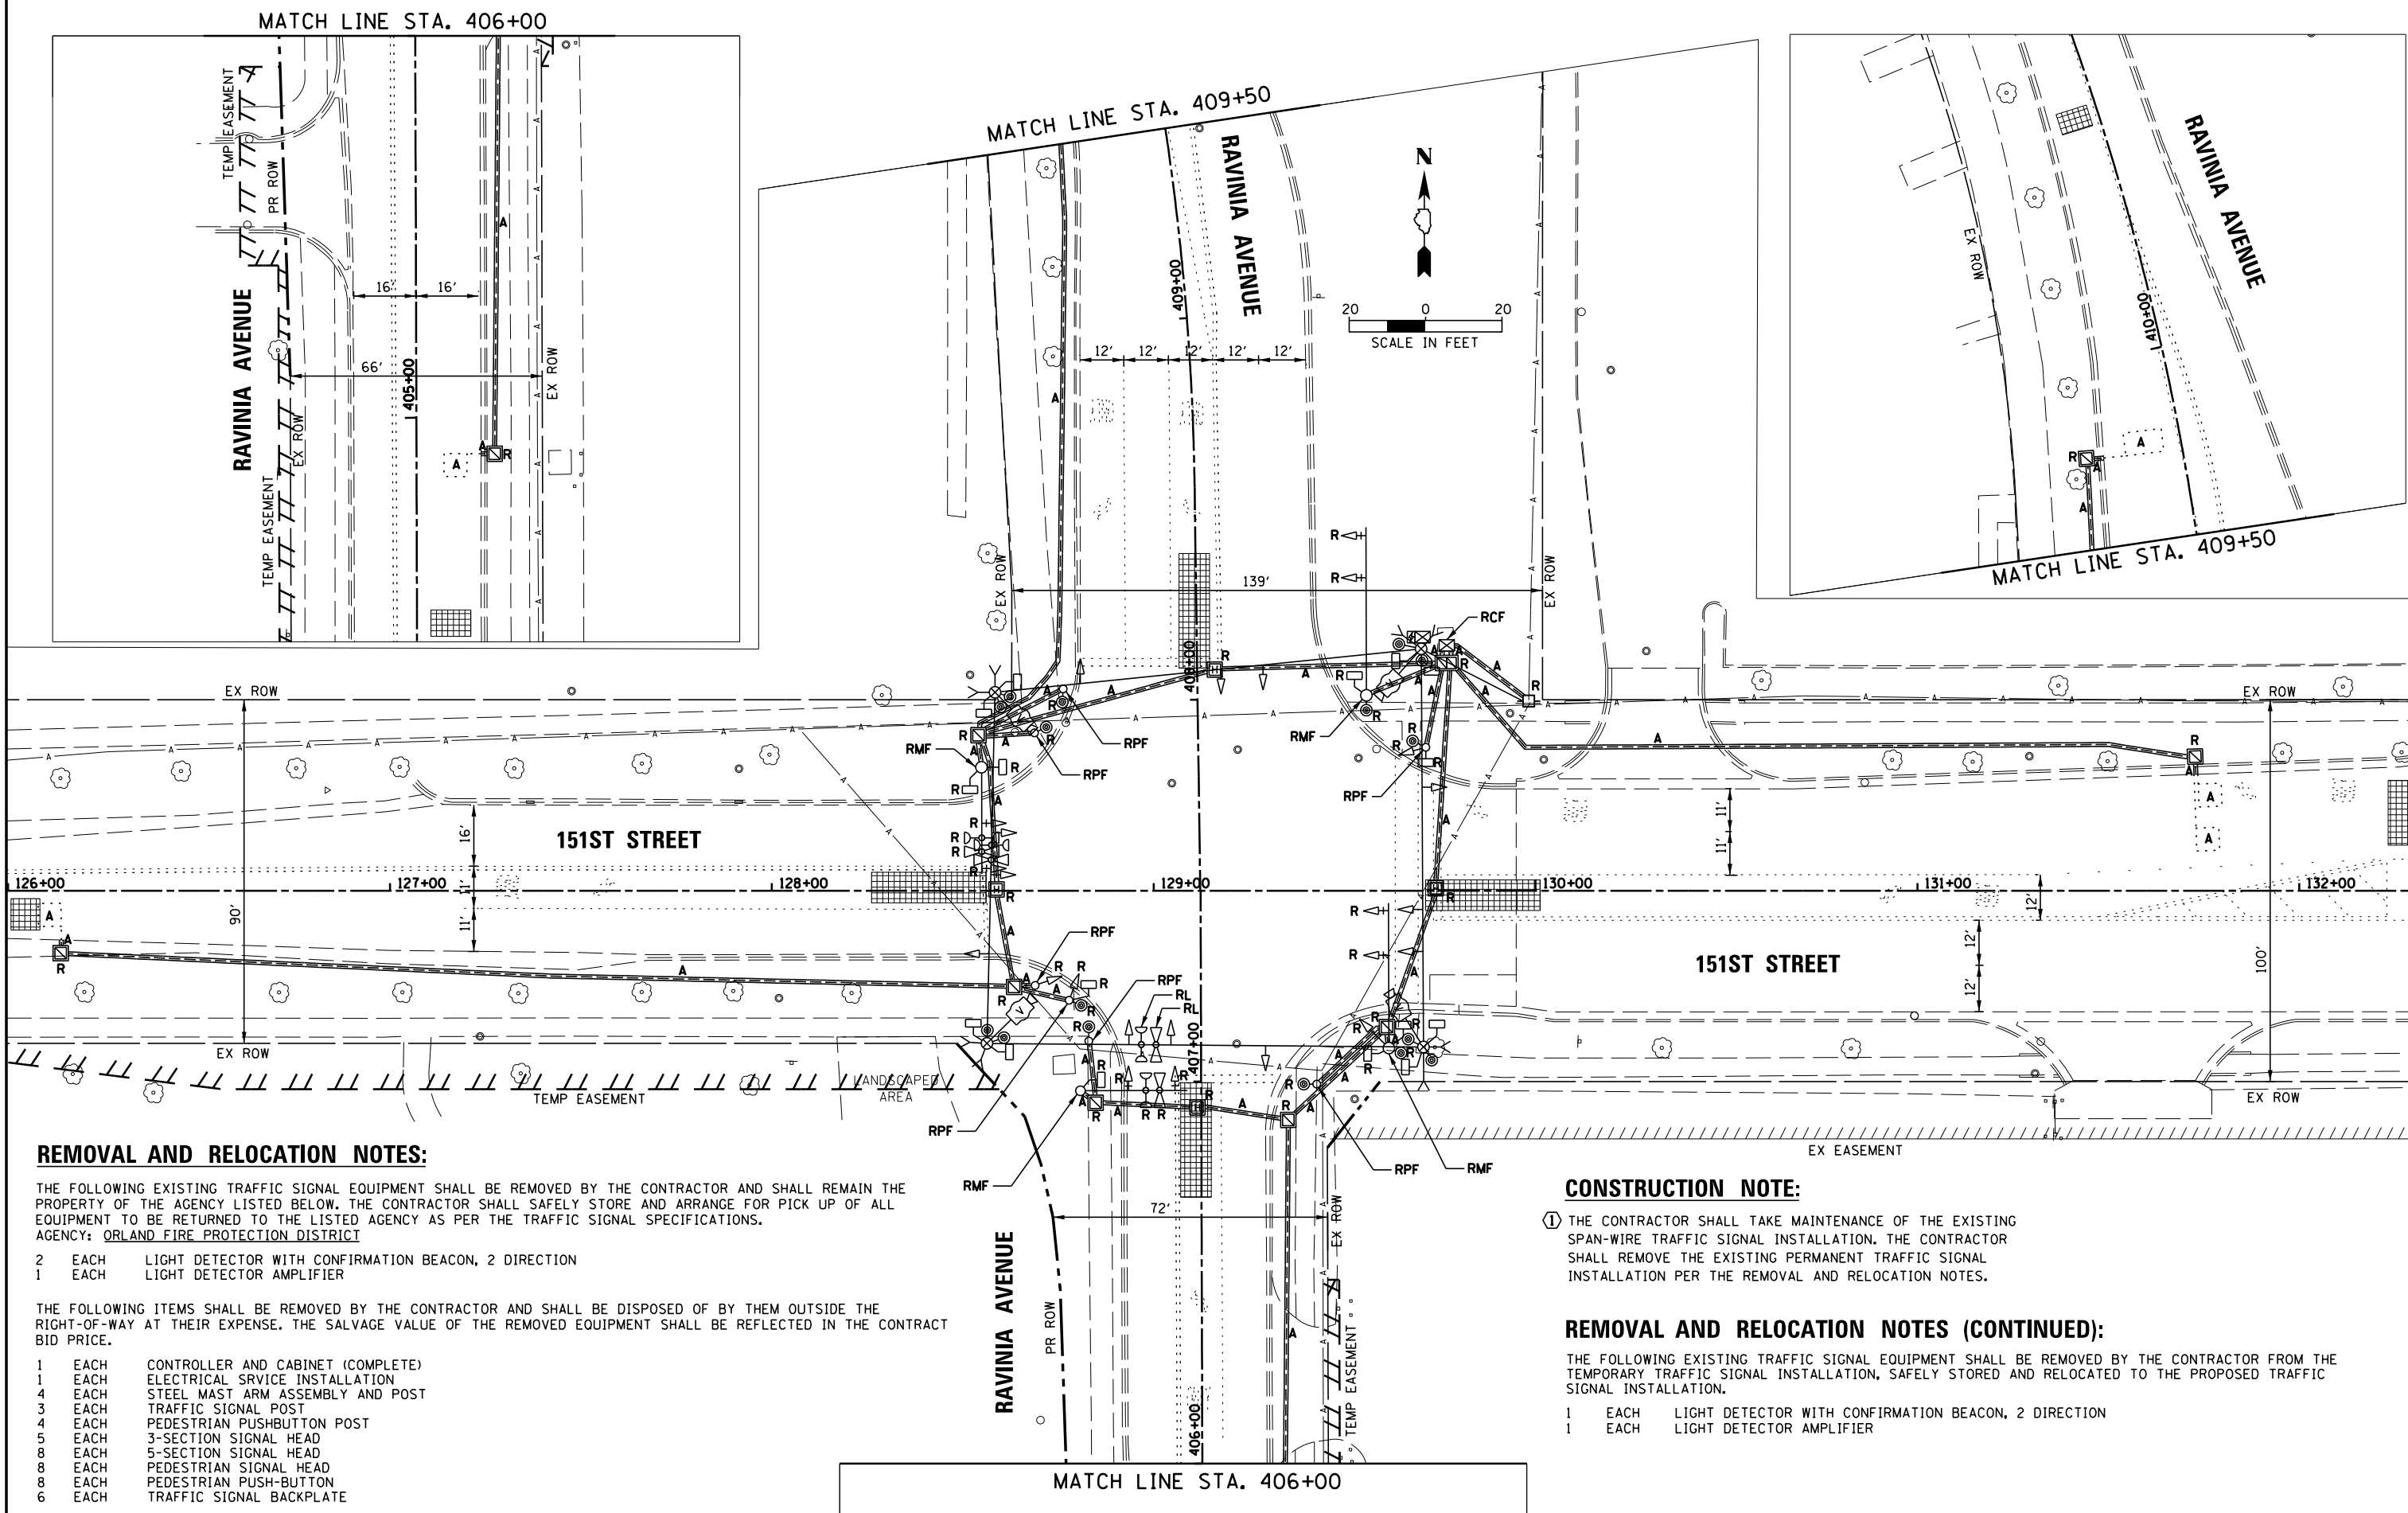 MATCH LINE STA. 406+00
TEMP EASEMENT
PR ROW
RAVINIA AVENUE
16'
16'
66'
405+00
EX ROW
EX ROW
TEMP EASEMENT
A
A
A
R
MATCH LINE STA. 409+50
RAVINIA AVENUE
409+00
N
20 0 20
SCALE IN FEET
12' 12' 12' 12' 12'
A
EX ROW
139'
EX ROW
408+00
R
R
RCF
RAVINIA AVENUE
EX ROW
410+00
A
R
A
A
MATCH LINE STA. 409+50
EX ROW
EX ROW
RMF
RPF
RPF
RMF
RPF
16'
151ST STREET
11'
11'
11'
11'
126+00
127+00
128+00
129+00
130+00
131+00
132+00
90'
11'
12'
12'
12'
100'
RPF
RPF
RL
RL
151ST STREET
407+00
EX ROW
TEMP EASEMENT
LANDSCAPED
AREA
RPF
RMF
RPF
RMF
EX ROW
EX EASEMENT
72'
EX ROW
PR ROW
RAVINIA AVENUE
TEMP EASEMENT
406+00
MATCH LINE STA. 406+00
REMOVAL AND RELOCATION NOTES:
THE FOLLOWING EXISTING TRAFFIC SIGNAL EQUIPMENT SHALL BE REMOVED BY THE CONTRACTOR AND SHALL REMAIN THE
PROPERTY OF THE AGENCY LISTED BELOW. THE CONTRACTOR SHALL SAFELY STORE AND ARRANGE FOR PICK UP OF ALL
EQUIPMENT TO BE RETURNED TO THE LISTED AGENCY AS PER THE TRAFFIC SIGNAL SPECIFICATIONS.
AGENCY: ORLAND FIRE PROTECTION DISTRICT
2 EACH LIGHT DETECTOR WITH CONFIRMATION BEACON, 2 DIRECTION
1 EACH LIGHT DETECTOR AMPLIFIER
THE FOLLOWING ITEMS SHALL BE REMOVED BY THE CONTRACTOR AND SHALL BE DISPOSED OF BY THEM OUTSIDE THE
RIGHT-OF-WAY AT THEIR EXPENSE. THE SALVAGE VALUE OF THE REMOVED EQUIPMENT SHALL BE REFLECTED IN THE CONTRACT
BID PRICE.
1 EACH CONTROLLER AND CABINET (COMPLETE)
1 EACH ELECTRICAL SRVICE INSTALLATION
4 EACH STEEL MAST ARM ASSEMBLY AND POST
3 EACH TRAFFIC SIGNAL POST
4 EACH PEDESTRIAN PUSHBUTTON POST
5 EACH 3-SECTION SIGNAL HEAD
8 EACH 5-SECTION SIGNAL HEAD
8 EACH PEDESTRIAN SIGNAL HEAD
8 EACH PEDESTRIAN PUSH-BUTTON
6 EACH TRAFFIC SIGNAL BACKPLATE
CONSTRUCTION NOTE:
1 THE CONTRACTOR SHALL TAKE MAINTENANCE OF THE EXISTING
SPAN-WIRE TRAFFIC SIGNAL INSTALLATION. THE CONTRACTOR
SHALL REMOVE THE EXISTING PERMANENT TRAFFIC SIGNAL
INSTALLATION PER THE REMOVAL AND RELOCATION NOTES.
REMOVAL AND RELOCATION NOTES (CONTINUED):
THE FOLLOWING EXISTING TRAFFIC SIGNAL EQUIPMENT SHALL BE REMOVED BY THE CONTRACTOR FROM THE
TEMPORARY TRAFFIC SIGNAL INSTALLATION, SAFELY STORED AND RELOCATED TO THE PROPOSED TRAFFIC
SIGNAL INSTALLATION.
1 EACH LIGHT DETECTOR WITH CONFIRMATION BEACON, 2 DIRECTION
1 EACH LIGHT DETECTOR AMPLIFIER